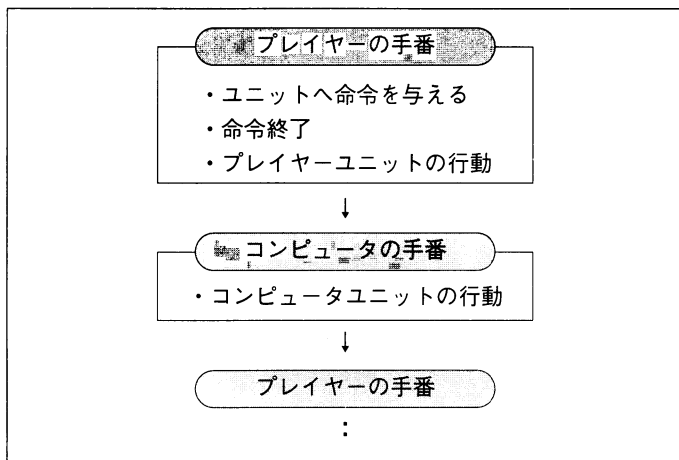 プレイヤーの手番
・ユニットへ命令を与える
・命令終了
・プレイヤーユニットの行動
↓
コンピュータの手番
・コンピュータユニットの行動
↓
プレイヤーの手番
：